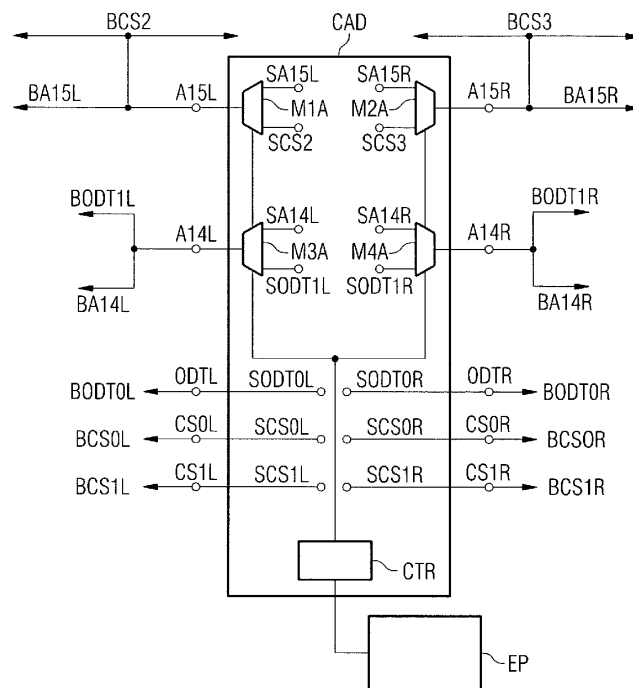 BCS2 CAD BCS3
SA15L SA15R
BA15L A15L M1A M2A A15R BA15R
SCS2 SCS3
BODT1L BODT1R
SA14L SA14R
A14L M3A M4A A14R
BA14L SODT1L SODT1R BA14R
BODT0L ODTL SODT0L SODT0R ODTR BODT0R
BCS0L CS0L SCS0L SCS0R CS0R BCS0R
BCS1L CS1L SCS1L SCS1R CS1R BCS1R
CTR
EP